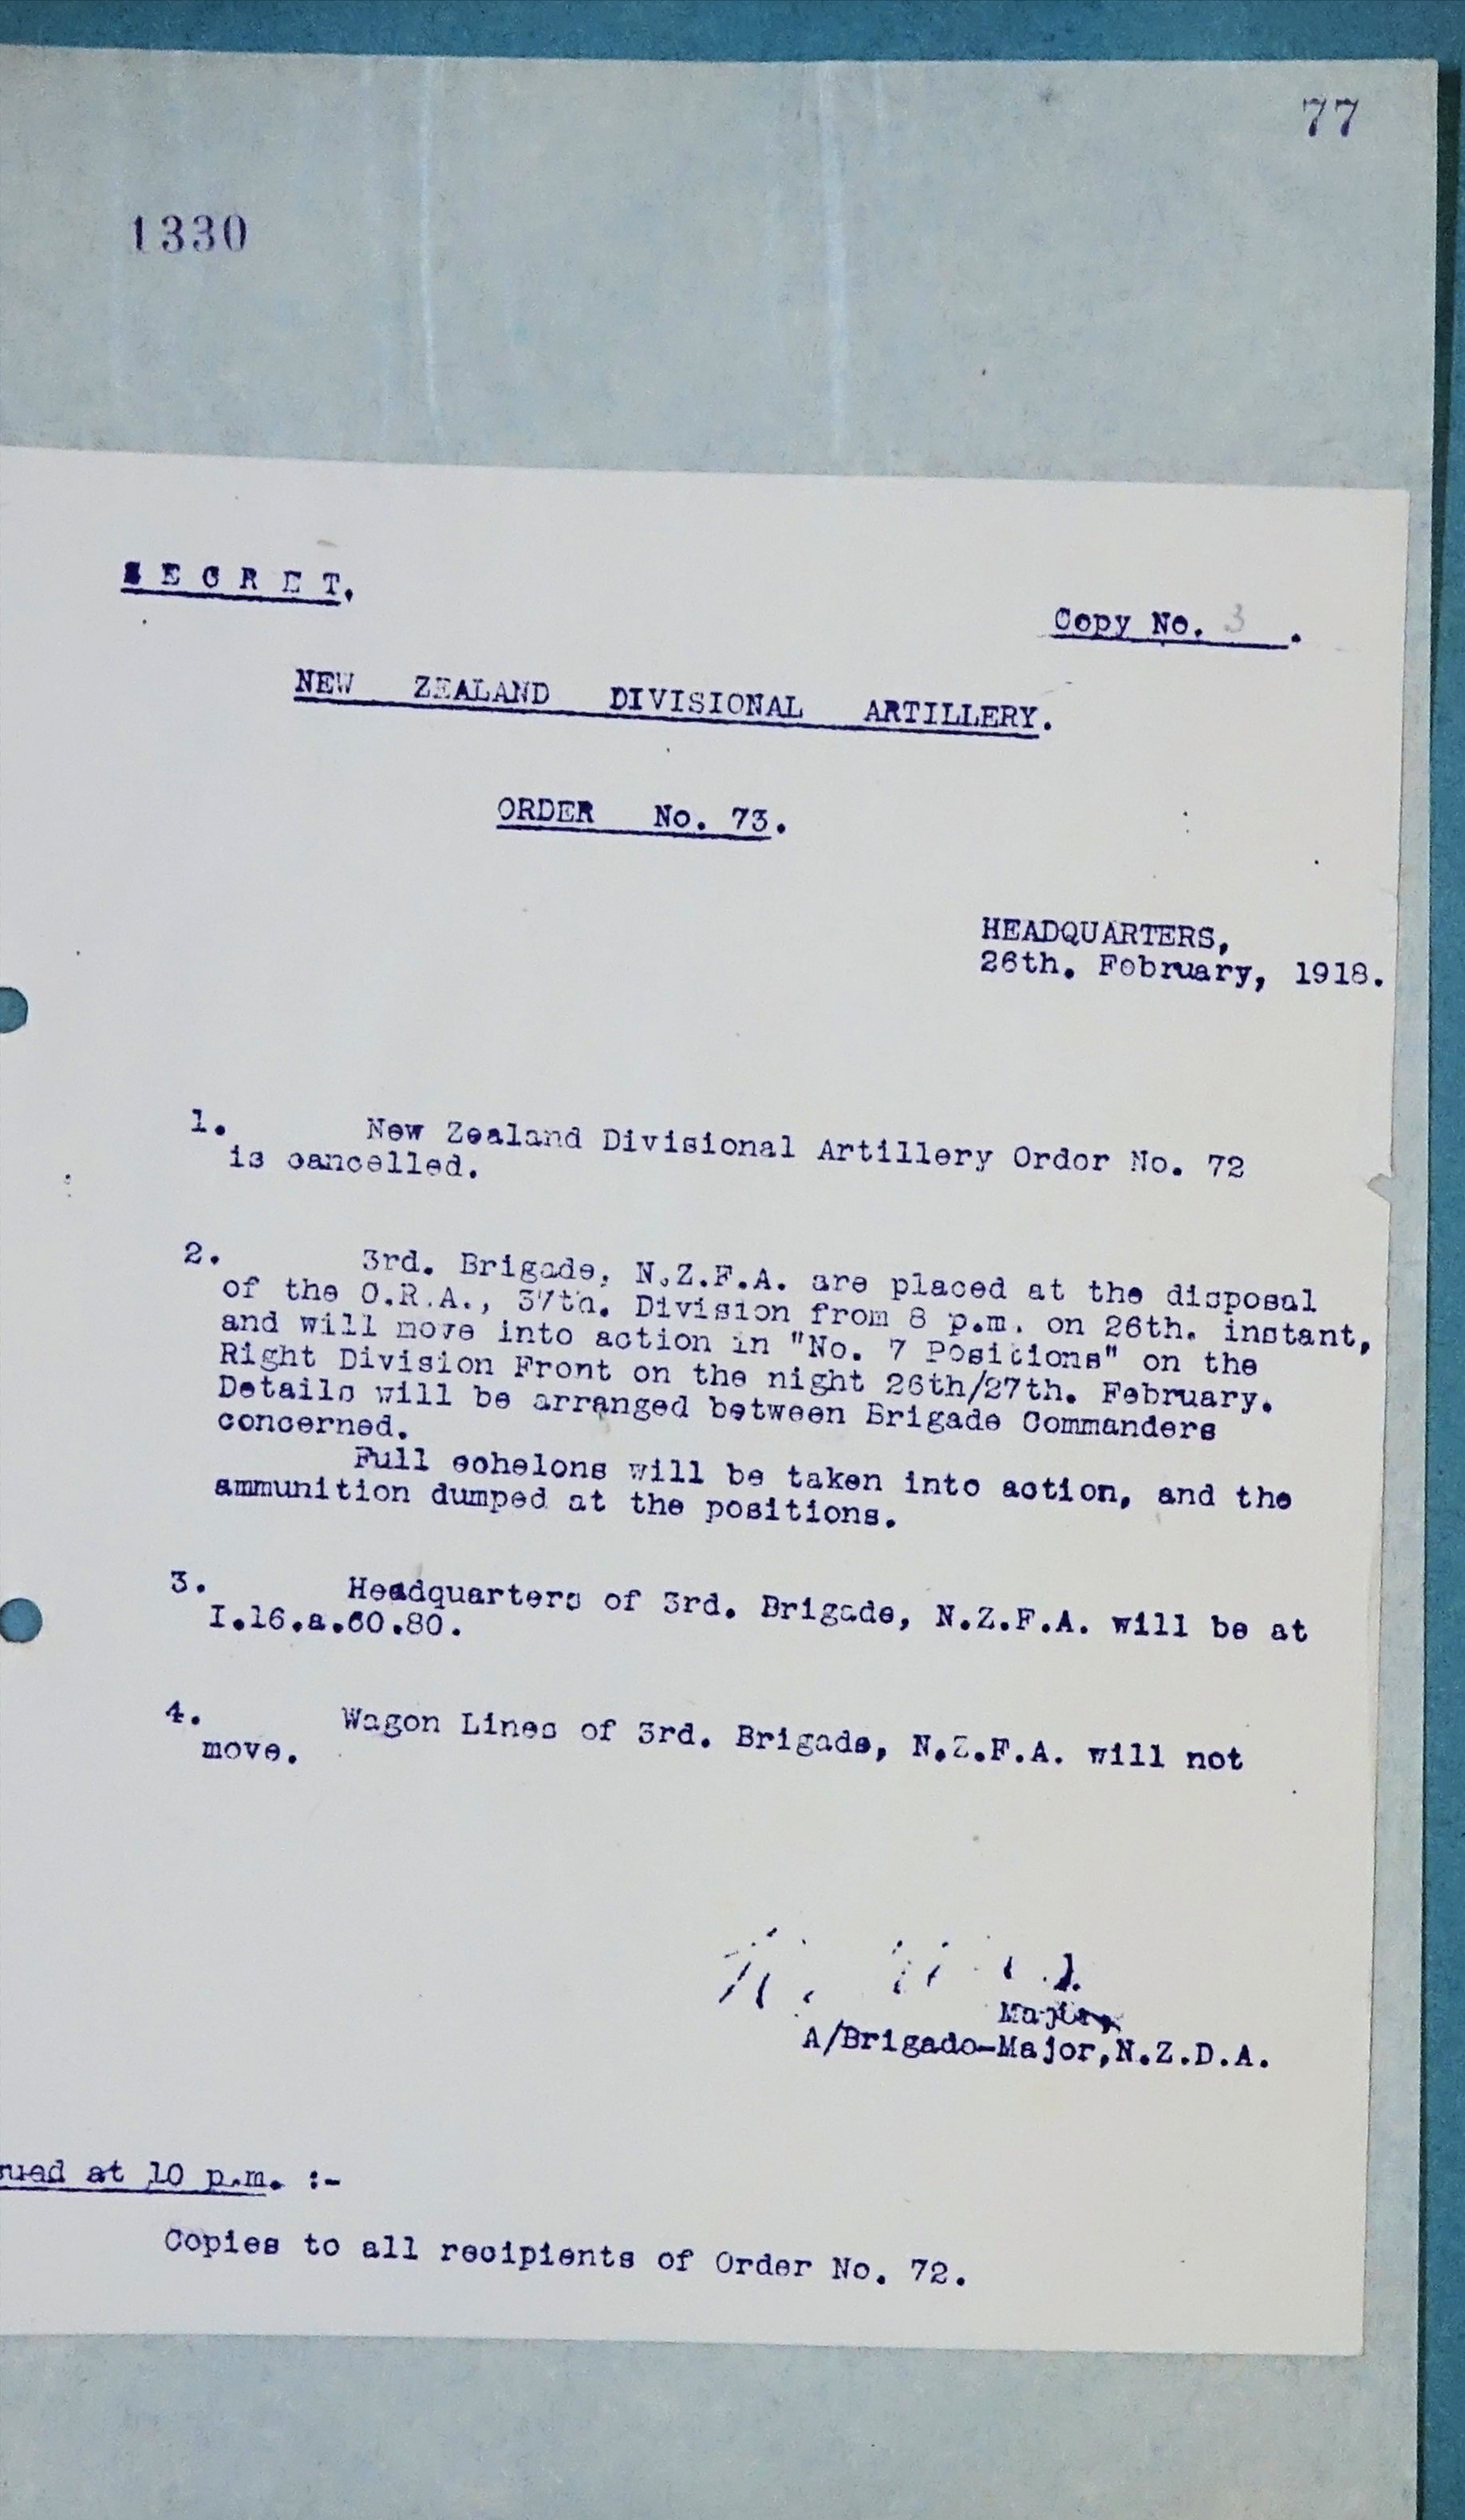 77
1330
S E C R E T.
Copy No. 3 .
NEW ZEALAND DIVISIONAL ARTILLERY.
ORDER No. 73.
HEADQUARTERS,
26th. February, 1918.
1. New Zealand Divisional Artillery Order No. 72
is cancelled.
2. 3rd. Brigade, N.Z.F.A. are placed at the disposal
of the C.R.A., 37th. Division from 8 p.m. on 26th. instant,
and will move into action in "No. 7 Positions" on the
Right Division Front on the night 26th/27th. February.
Details will be arranged between Brigade Commanders
concerned.
Full echelons will be taken into action, and the
ammunition dumped at the positions.
3. Headquarters of 3rd. Brigade, N.Z.F.A. will be at
I.16.a.60.80.
4. Wagon Lines of 3rd. Brigade, N.Z.F.A. will not
move.
Major,
A/Brigade-Major,N.Z.D.A.
ued at 10 p.m. :-
Copies to all recipients of Order No. 72.